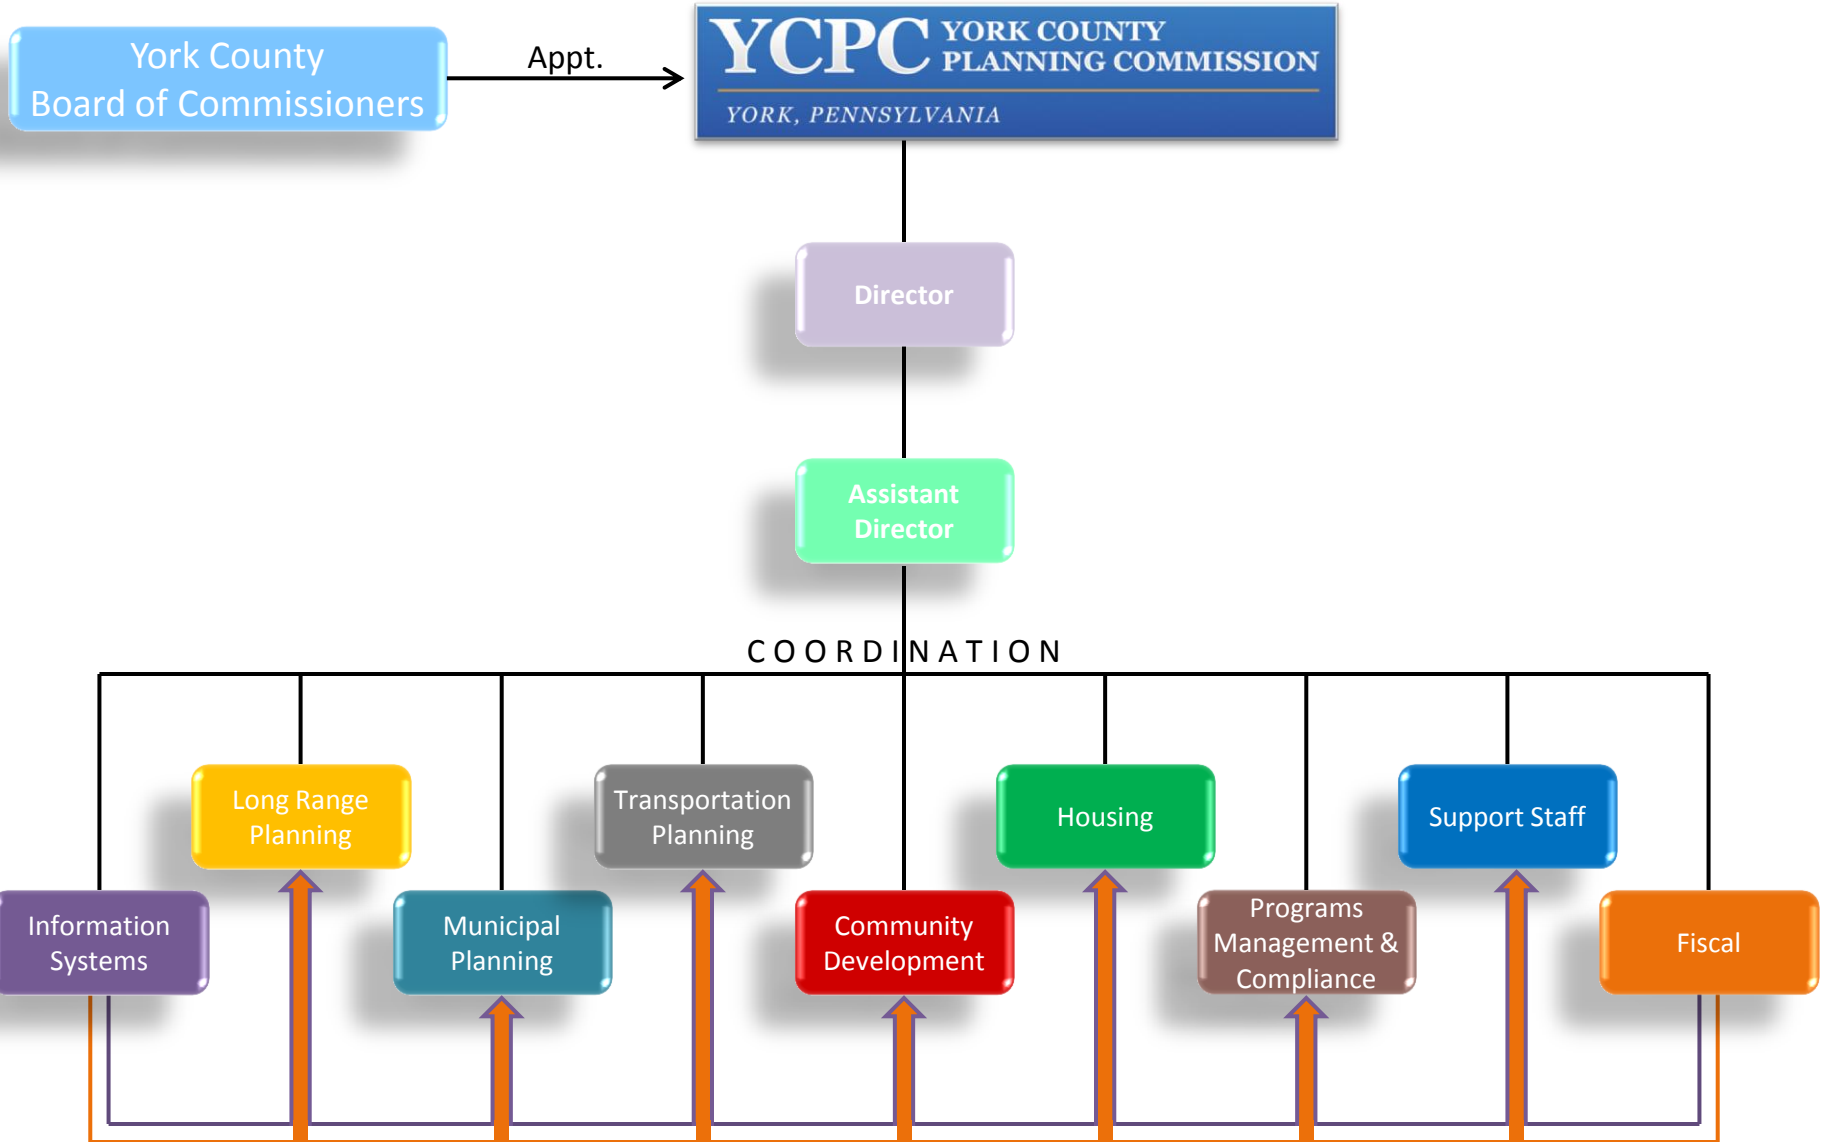 York County
Board of Commissioners
Appt.
YCPC YORK COUNTY
PLANNING COMMISSION
YORK, PENNSYLVANIA
Director
Assistant
Director
COORDINATION
Long Range
Planning
Transportation
Planning
Housing
Support Staff
Information
Systems
Municipal
Planning
Community
Development
Programs
Management &
Compliance
Fiscal